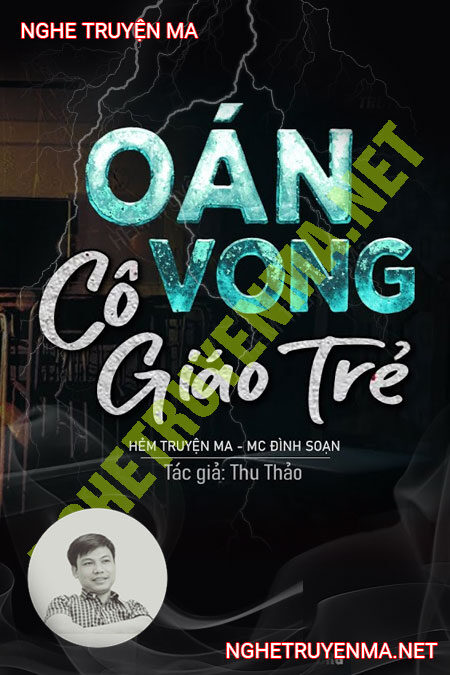 NGHE TRUYỆN MA
OÁN
VONG
Cô
Giáo Trẻ
HẺM TRUYỆN MA - MC ĐÌNH SOẠN
Tác giả: Thu Thảo
NGHETRUYENMA.NET
NGHETRUYENMA.NET